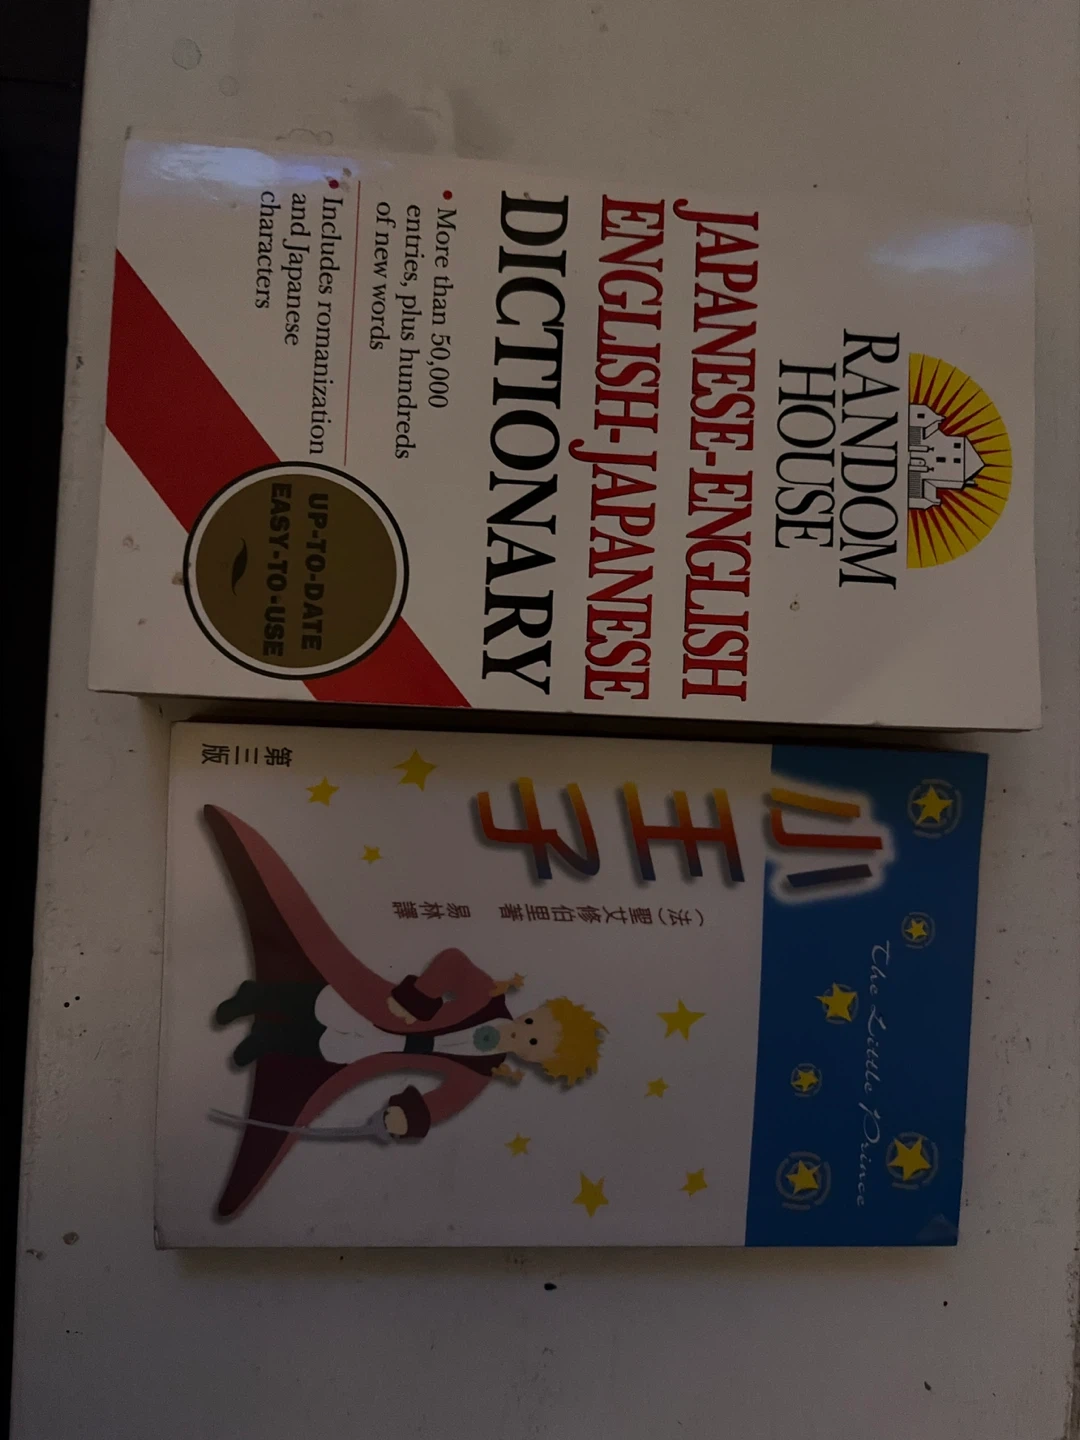 RANDOM
HOUSE
JAPANESE-ENGLISH
ENGLISH-JAPANESE
DICTIONARY
• More than 50,000
entries, plus hundreds
of new words
• Includes romanization
and Japanese
characters
UP-TO-DATE
EASY-TO-USE
The Little Prince
小王子
(法)聖艾修伯里著
易林譯
第三版